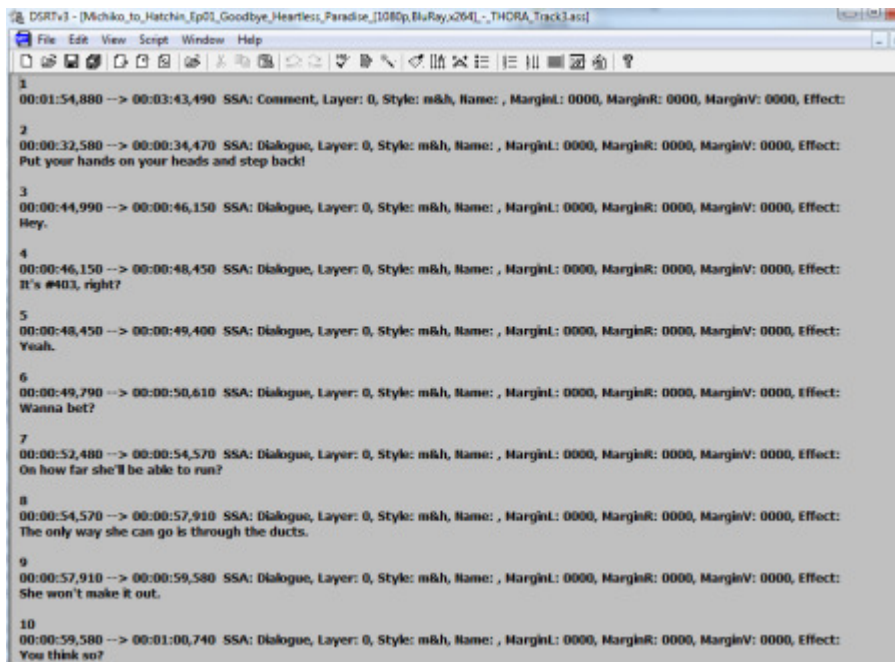 DSRTv3 - [Michiko_to_Hatchin_Ep01_Goodbye_Heartless_Paradise_[1080p,BluRay,x264]_-_THORA_Track3.ass]
File Edit View Script Window Help
1
00:01:54,880 --> 00:03:43,490 SSA: Comment, Layer: 0, Style: m&h, Name: , MarginL: 0000, MarginR: 0000, MarginV: 0000, Effect:
2
00:00:32,580 --> 00:00:34,470 SSA: Dialogue, Layer: 0, Style: m&h, Name: , MarginL: 0000, MarginR: 0000, MarginV: 0000, Effect:
Put your hands on your heads and step back!
3
00:00:44,990 --> 00:00:46,150 SSA: Dialogue, Layer: 0, Style: m&h, Name: , MarginL: 0000, MarginR: 0000, MarginV: 0000, Effect:
Hey.
4
00:00:46,150 --> 00:00:48,450 SSA: Dialogue, Layer: 0, Style: m&h, Name: , MarginL: 0000, MarginR: 0000, MarginV: 0000, Effect:
It's #403, right?
5
00:00:48,450 --> 00:00:49,400 SSA: Dialogue, Layer: 0, Style: m&h, Name: , MarginL: 0000, MarginR: 0000, MarginV: 0000, Effect:
Yeah.
6
00:00:49,790 --> 00:00:50,610 SSA: Dialogue, Layer: 0, Style: m&h, Name: , MarginL: 0000, MarginR: 0000, MarginV: 0000, Effect:
Wanna bet?
7
00:00:52,480 --> 00:00:54,570 SSA: Dialogue, Layer: 0, Style: m&h, Name: , MarginL: 0000, MarginR: 0000, MarginV: 0000, Effect:
On how far she'll be able to run?
8
00:00:54,570 --> 00:00:57,910 SSA: Dialogue, Layer: 0, Style: m&h, Name: , MarginL: 0000, MarginR: 0000, MarginV: 0000, Effect:
The only way she can go is through the ducts.
9
00:00:57,910 --> 00:00:59,580 SSA: Dialogue, Layer: 0, Style: m&h, Name: , MarginL: 0000, MarginR: 0000, MarginV: 0000, Effect:
She won't make it out.
10
00:00:59,580 --> 00:01:00,740 SSA: Dialogue, Layer: 0, Style: m&h, Name: , MarginL: 0000, MarginR: 0000, MarginV: 0000, Effect:
You think so?